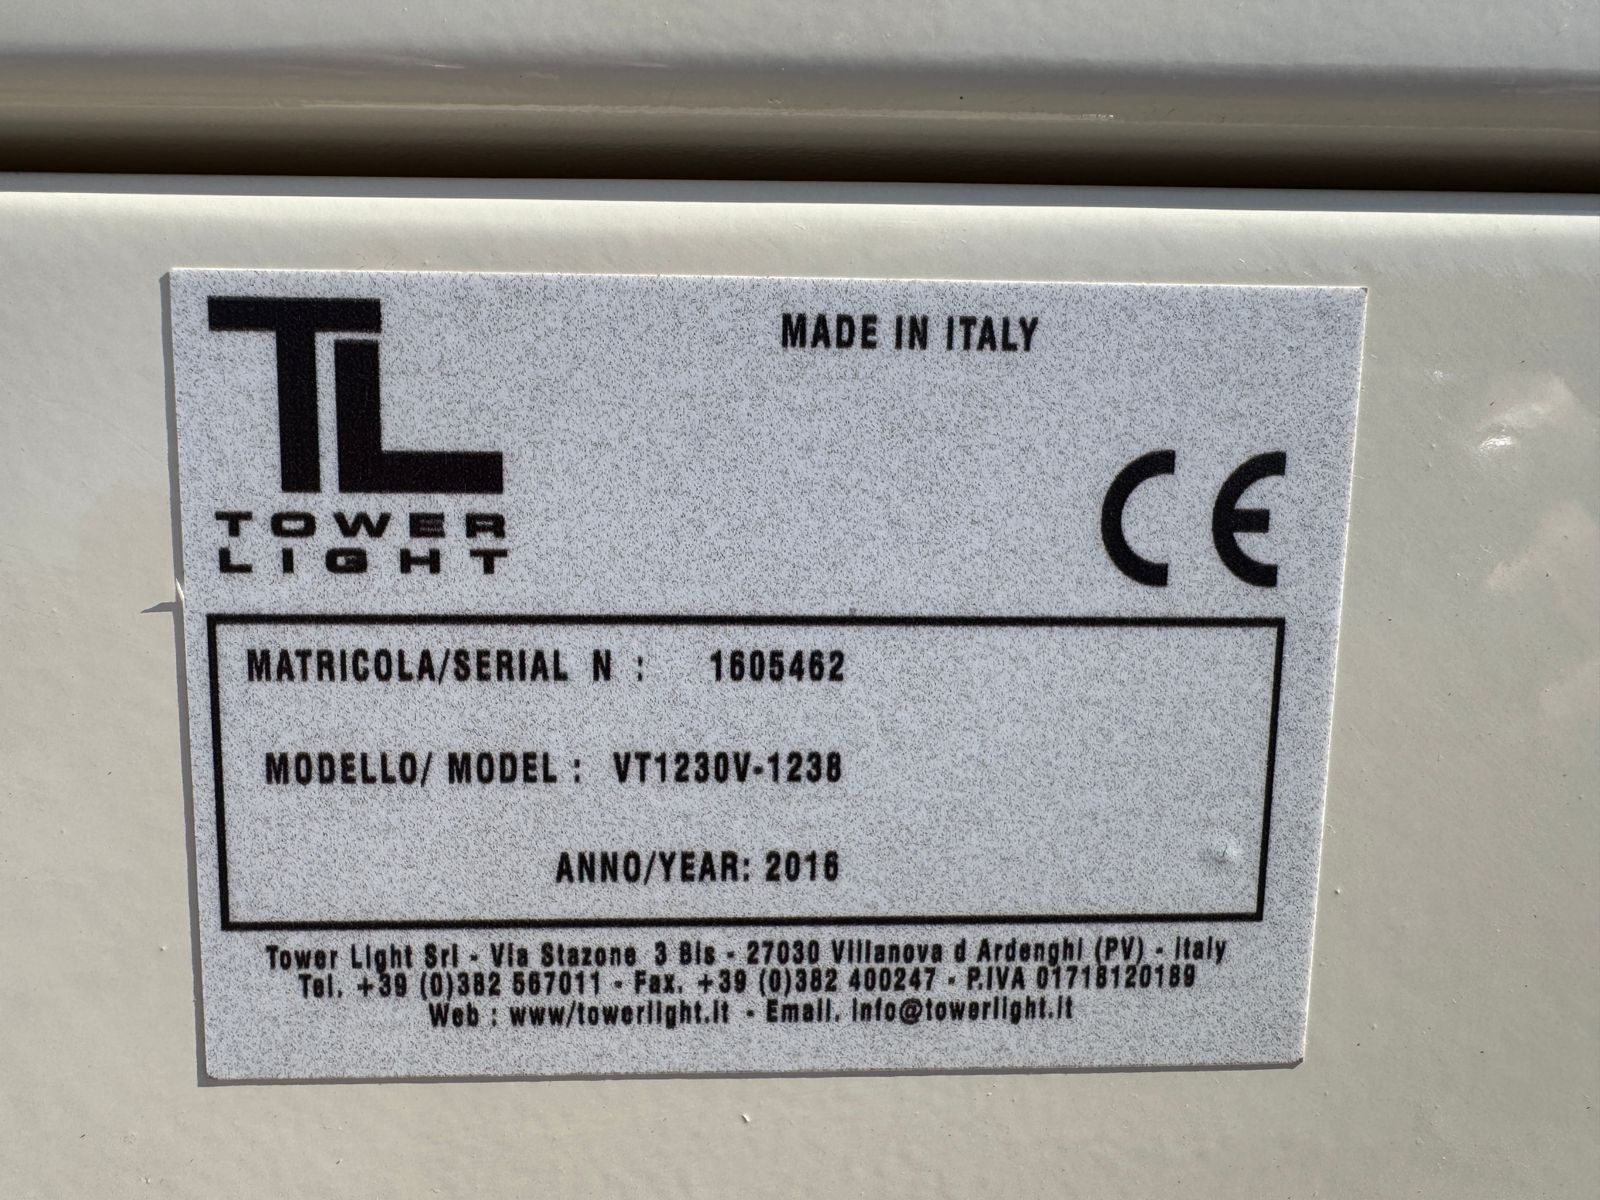 MADE IN ITALY
TL
TOWER
LIGHT
CE
MATRICOLA/SERIAL N : 1605462
MODELLO/ MODEL : VT1230V-1238
ANNO/YEAR: 2016
Tower Light Srl - Via Stazone 3 Bis - 27030 Villanova d Ardenghi (PV) - Italy
Tel. +39 (0)382 567011 - Fax. +39 (0)382 400247 - P.IVA 01718120189
Web : www/towerlight.it - Email. info@towerlight.it